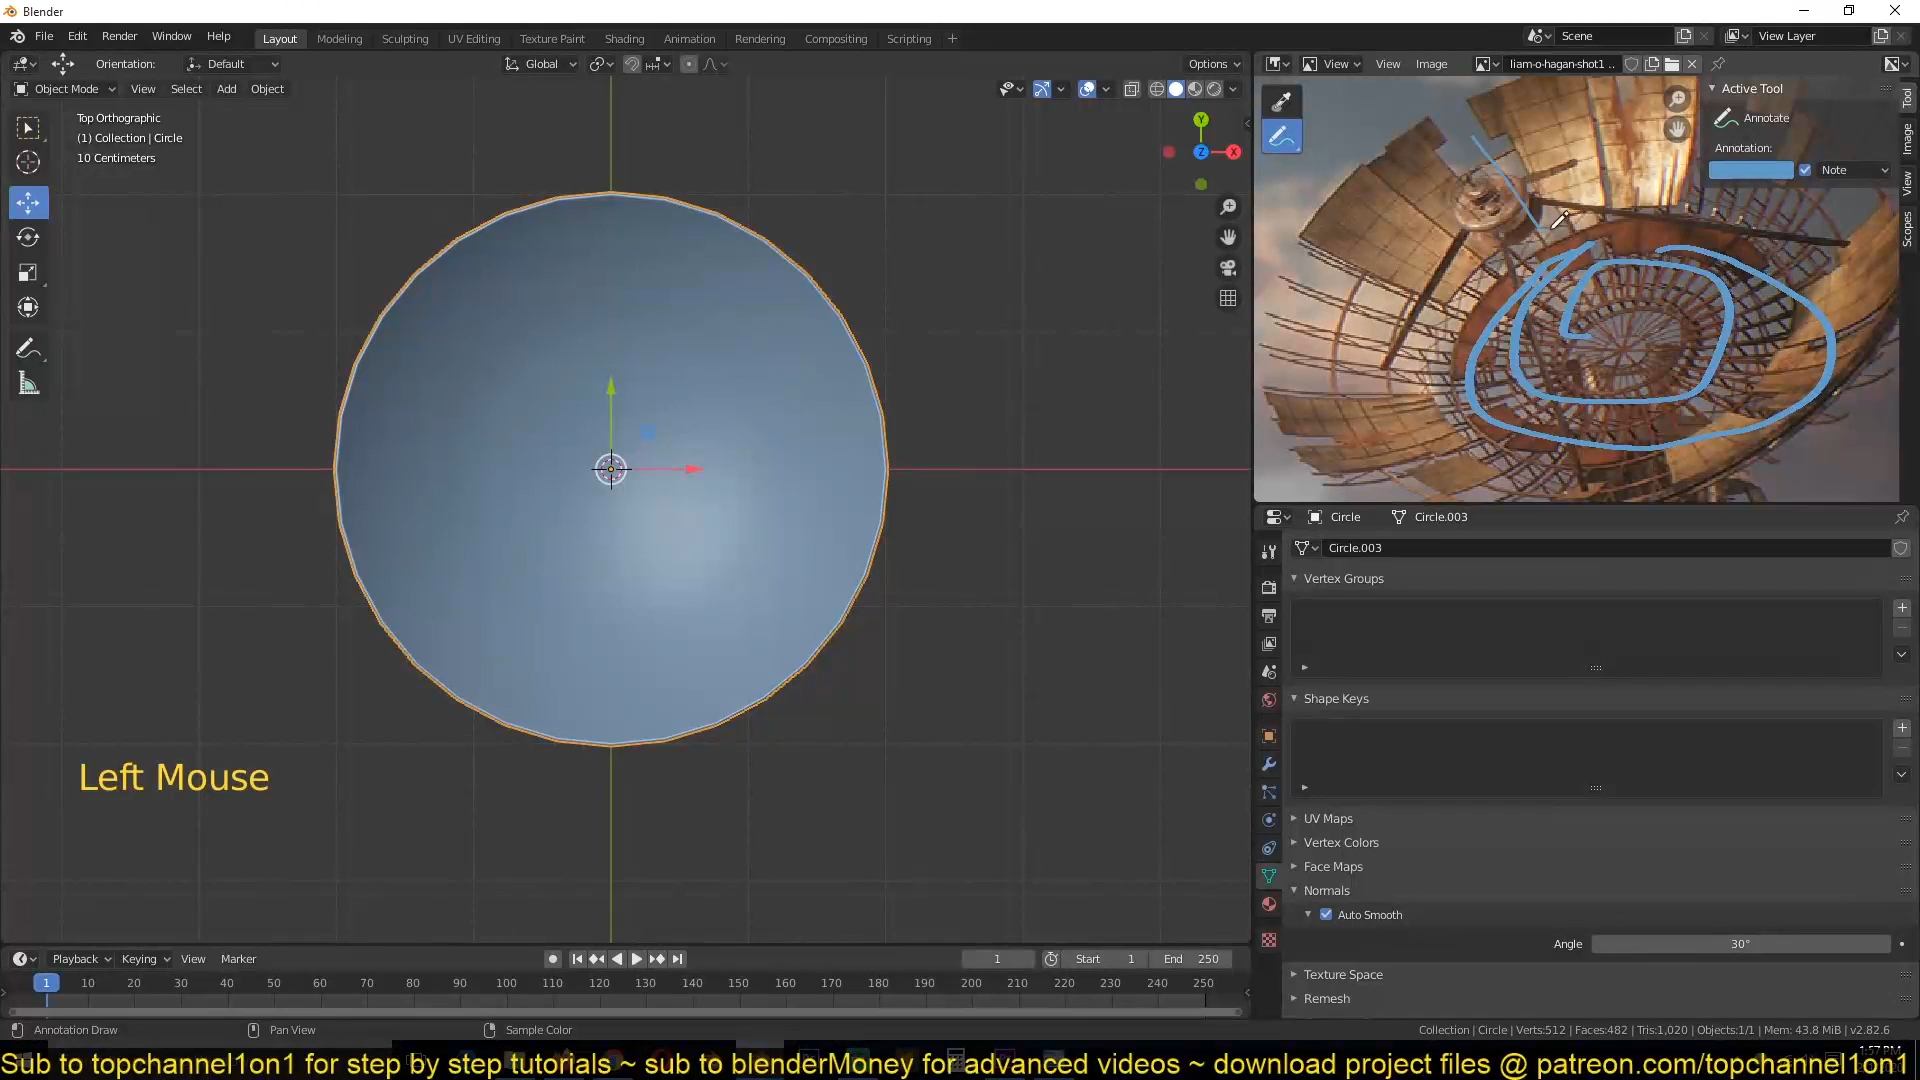 Blender
File Edit Render Window Help Layout Modeling Sculpting UV Editing Texture Paint Shading Animation Rendering Compositing Scripting Scene View Layer
Orientation: Default Global Options View View Image liam-o-hagan-shot1 ..
Object Mode View Select Add Object
Top Orthographic
(1) Collection | Circle
10 Centimeters
Y
Z X
Active Tool
Annotate
Annotation:
Note
Tool
Image
View
Scopes
Circle Circle.003
Circle.003
Vertex Groups
Shape Keys
UV Maps
Vertex Colors
Face Maps
Normals
Auto Smooth
Angle 30°
Texture Space
Remesh
Left Mouse
Playback Keying View Marker 1 Start 1 End 250
1 10 20 30 40 50 60 70 80 90 100 110 120 130 140 150 160 170 180 190 200 210 220 230 240 250
Annotation Draw Pan View Sample Color Collection | Circle | Verts:512 | Faces:482 | Tris:1,020 | Objects:1/1 | Mem: 43.8 MiB | v2.82.6
1:57 PM
Sub to topchannel1on1 for step by step tutorials ~ sub to blenderMoney for advanced videos ~ download project files @ patreon.com/topchannel1on1